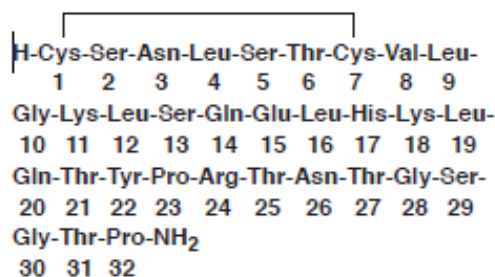 H-Cys-Ser-Asn-Leu-Ser-Thr-Cys-Val-Leu-
1 2 3 4 5 6 7 8 9
Gly-Lys-Leu-Ser-Gln-Glu-Leu-His-Lys-Leu-
10 11 12 13 14 15 16 17 18 19
Gln-Thr-Tyr-Pro-Arg-Thr-Asn-Thr-Gly-Ser-
20 21 22 23 24 25 26 27 28 29
Gly-Thr-Pro-NH₂
30 31 32